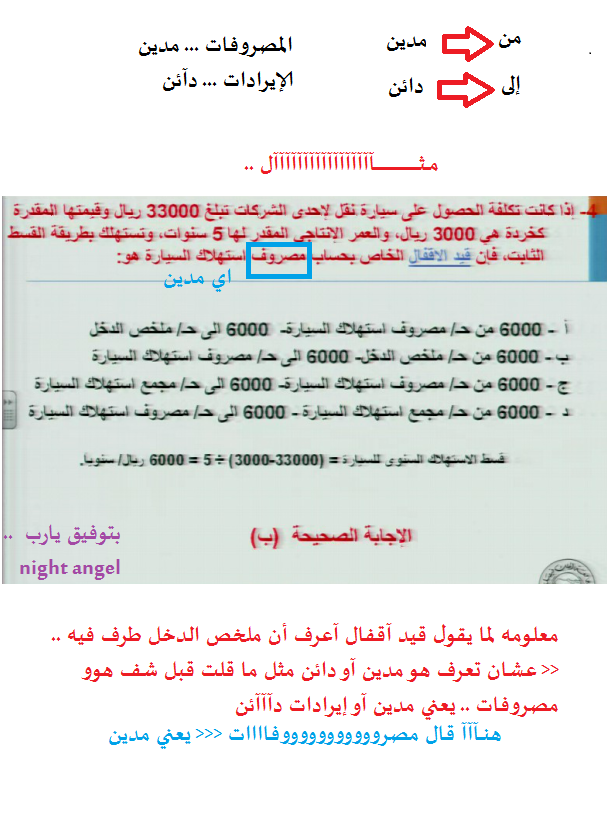 من مدين
إلى دائن
المصروفات ... مدين
الإيرادات ... دآئن
مثـــــــآآآآآآآآآآآآآآآآآل ..
4- إذا كانت تكلفة الحصول على سيارة نقل لإحدى الشركات تبلغ 33000 ريال وقيمتها المقدرة
كخردة هي 3000 ريال، والعمر الإنتاجي المقدر لها 5 سنوات، وتستهلك بطريقة القسط
الثابت، فإن قيد الاقفال الخاص بحساب مصروف استهلاك السيارة هو:
اي مدين
أ - 6000 من حـ/ مصروف استهلاك السيارة- 6000 الى حـ/ ملخص الدخل
ب - 6000 من حـ/ ملخص الدخل- 6000 الى حـ/ مصروف استهلاك السيارة
ج - 6000 من حـ/ مصروف استهلاك السيارة- 6000 الى حـ/ مجمع استهلاك السيارة
د - 6000 من حـ/ مجمع استهلاك السيارة - 6000 الى حـ/ مصروف استهلاك السيارة
قسط الاستهلاك السنوى للسيارة = (33000-3000) ÷ 5 = 6000 ريال/ سنويا.
الإجابة الصحيحة (ب)
بتوفيق يارب ..
night angel
معلومه لما يقول قيد آقفال آعرف أن ملخص الدخل طرف فيه ..
<< عشان تعرف هو مدين آو دائن مثل ما قلت قبل شف هوو
مصروفات .. يعني مدين آو إيرادات دآآآئن
هنـآآآ قال مصروووووووووووفـاااات <<< يعني مدين